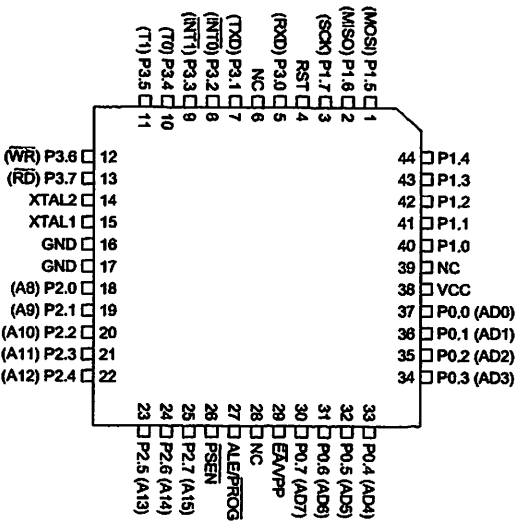 (T1) P3.5
(T0) P3.4
(INT1) P3.3
(INT0) P3.2
(TXD) P3.1
NC
(RXD) P3.0
RST
(SCK) P1.7
(MISO) P1.6
(MOSI) P1.5
11
10
9
8
7
6
5
4
3
2
1
(WR) P3.6 12
(RD) P3.7 13
XTAL2 14
XTAL1 15
GND 16
GND 17
(A8) P2.0 18
(A9) P2.1 19
(A10) P2.2 20
(A11) P2.3 21
(A12) P2.4 22
44 P1.4
43 P1.3
42 P1.2
41 P1.1
40 P1.0
39 NC
38 VCC
37 P0.0 (AD0)
36 P0.1 (AD1)
35 P0.2 (AD2)
34 P0.3 (AD3)
23
24
25
26
27
28
29
30
31
32
33
P2.5 (A13)
P2.6 (A14)
P2.7 (A15)
PSEN
ALE/PROG
NC
EA/VPP
P0.7 (AD7)
P0.6 (AD6)
P0.5 (AD5)
P0.4 (AD4)